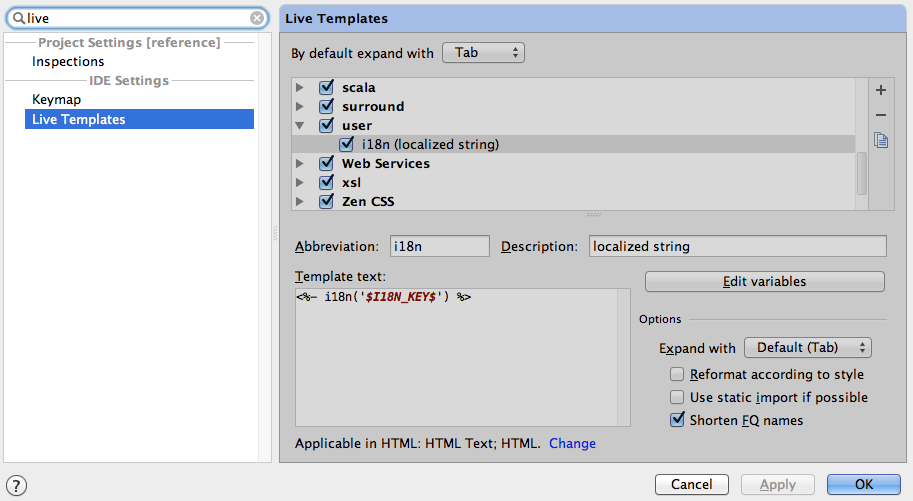 live
Project Settings [reference]
Inspections
IDE Settings
Keymap
Live Templates
Live Templates
By default expand with Tab
scala
surround
user
i18n (localized string)
Web Services
xsl
Zen CSS
Abbreviation: i18n Description: localized string
Template text:
<%- i18n('$I18N_KEY$') %>
Edit variables
Options
Expand with Default (Tab)
Reformat according to style
Use static import if possible
Shorten FQ names
Applicable in HTML: HTML Text; HTML. Change
? Cancel Apply OK